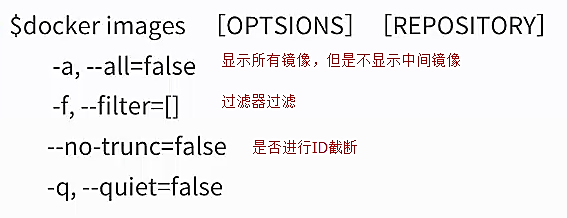 $docker images [OPTSIONS] [REPOSITORY]
-a, --all=false 显示所有镜像，但是不显示中间镜像
-f, --filter=[] 过滤器过滤
--no-trunc=false 是否进行ID截断
-q, --quiet=false